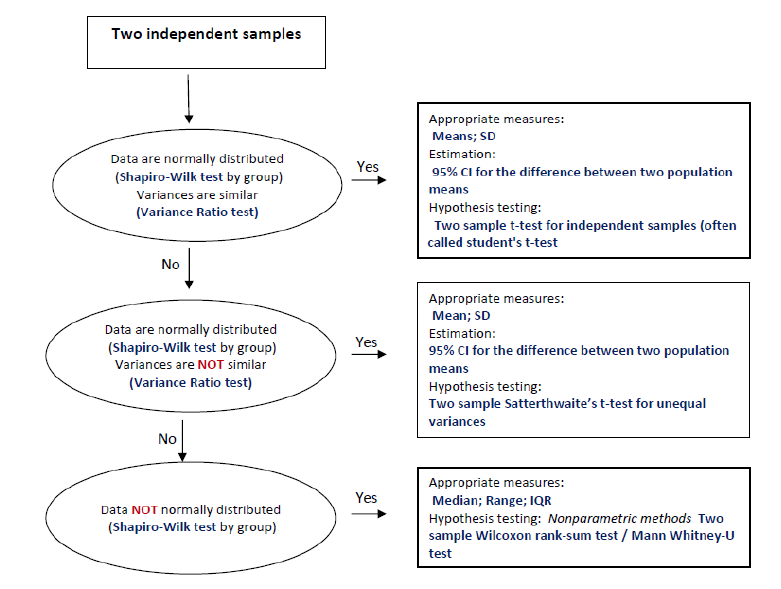 Two independent samples
Data are normally distributed
(Shapiro-Wilk test by group)
Variances are similar
(Variance Ratio test)
Yes
Appropriate measures:
Means; SD
Estimation:
95% CI for the difference between two population
means
Hypothesis testing:
Two sample t-test for independent samples (often
called student's t-test
No
Data are normally distributed
(Shapiro-Wilk test by group)
Variances are NOT similar
(Variance Ratio test)
Yes
Appropriate measures:
Mean; SD
Estimation:
95% CI for the difference between two population
means
Hypothesis testing:
Two sample Satterthwaite's t-test for unequal
variances
No
Data NOT normally distributed
(Shapiro-Wilk test by group)
Yes
Appropriate measures:
Median; Range; IQR
Hypothesis testing: Nonparametric methods Two
sample Wilcoxon rank-sum test / Mann Whitney-U
test